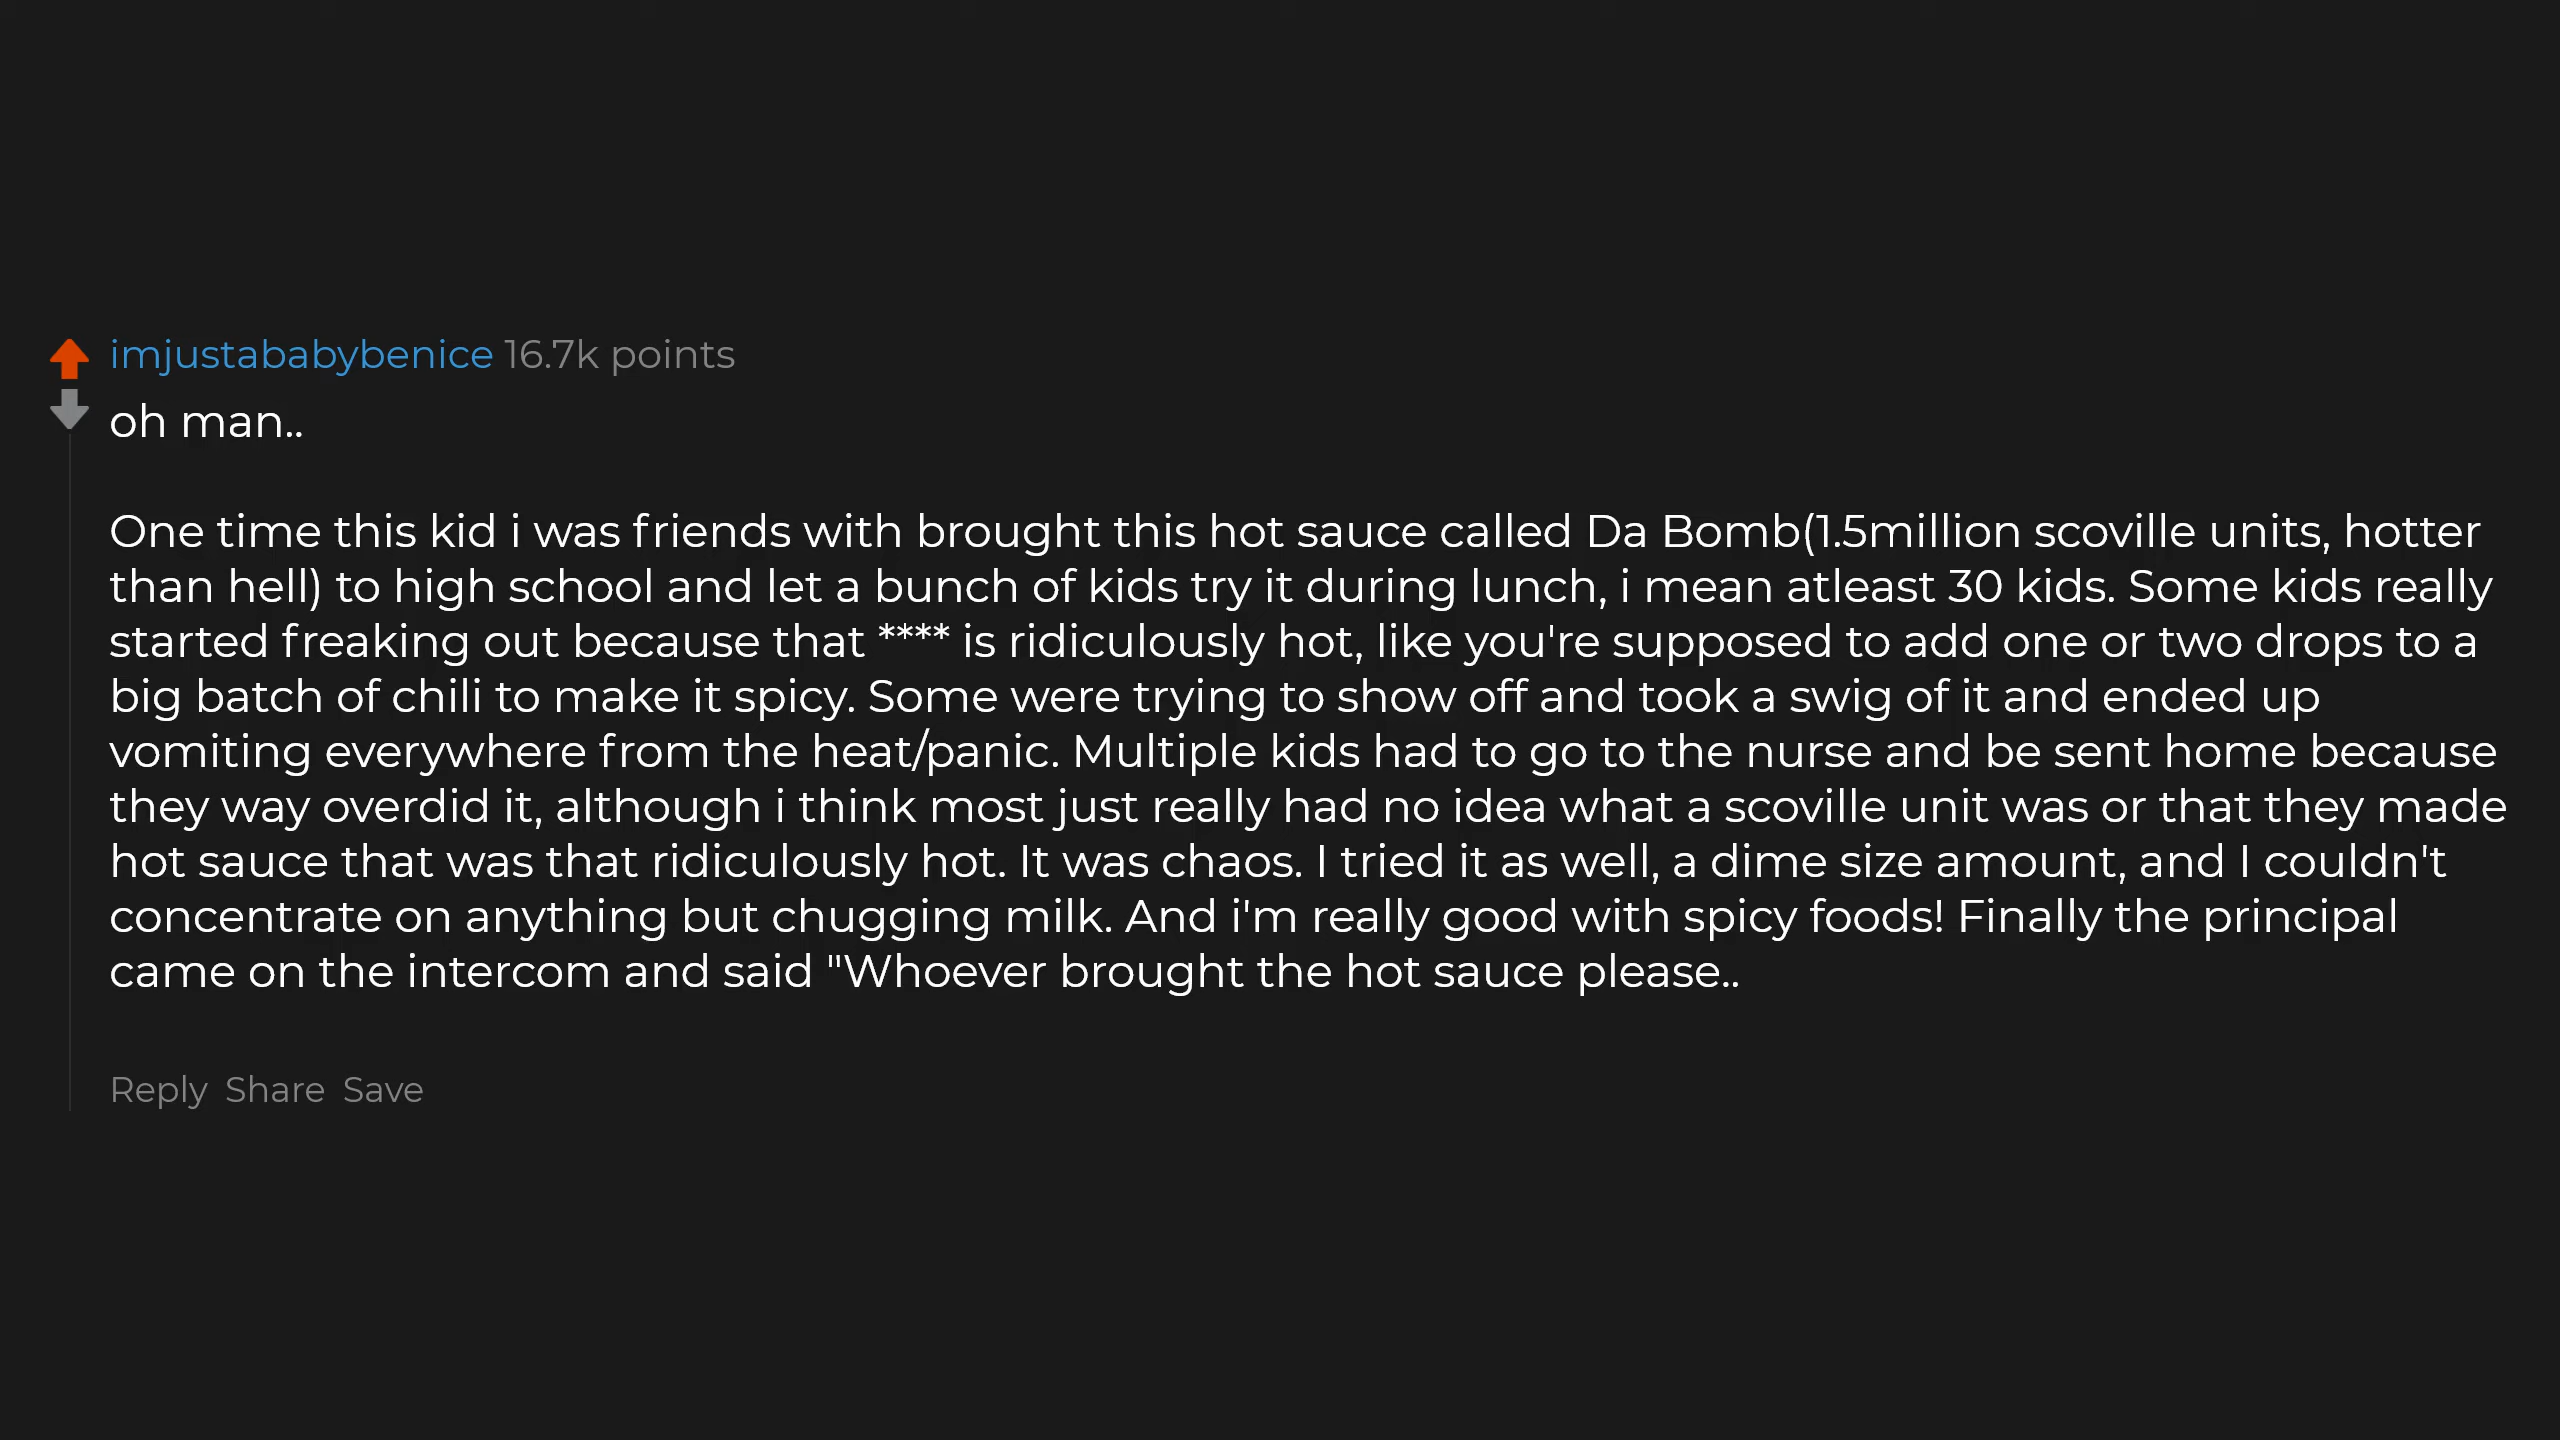 imjustababybenice 16.7k points
oh man..
One time this kid i was friends with brought this hot sauce called Da Bomb(1.5million scoville units, hotter
than hell) to high school and let a bunch of kids try it during lunch, i mean atleast 30 kids. Some kids really
started freaking out because that **** is ridiculously hot, like you're supposed to add one or two drops to a
big batch of chili to make it spicy. Some were trying to show off and took a swig of it and ended up
vomiting everywhere from the heat/panic. Multiple kids had to go to the nurse and be sent home because
they way overdid it, although i think most just really had no idea what a scoville unit was or that they made
hot sauce that was that ridiculously hot. It was chaos. I tried it as well, a dime size amount, and I couldn't
concentrate on anything but chugging milk. And i'm really good with spicy foods! Finally the principal
came on the intercom and said "Whoever brought the hot sauce please..
Reply Share Save